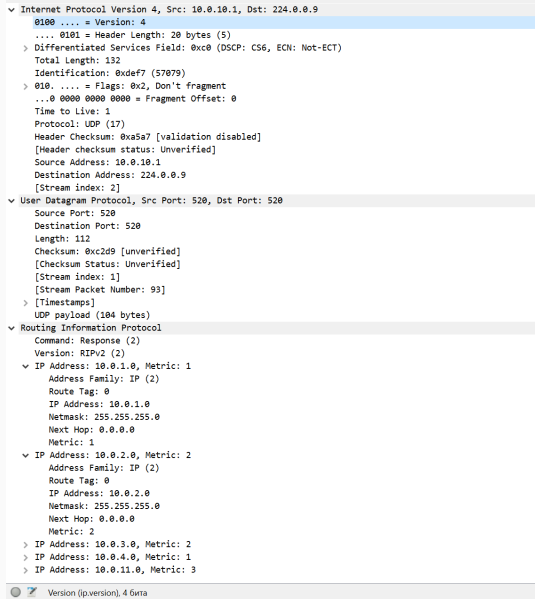 Internet Protocol Version 4, Src: 10.0.10.1, Dst: 224.0.0.9
0100 .... = Version: 4
.... 0101 = Header Length: 20 bytes (5)
Differentiated Services Field: 0xc0 (DSCP: CS6, ECN: Not-ECT)
Total Length: 132
Identification: 0xdef7 (57079)
010. .... = Flags: 0x2, Don't fragment
...0 0000 0000 0000 = Fragment Offset: 0
Time to Live: 1
Protocol: UDP (17)
Header Checksum: 0xa5a7 [validation disabled]
[Header checksum status: Unverified]
Source Address: 10.0.10.1
Destination Address: 224.0.0.9
[Stream index: 2]
User Datagram Protocol, Src Port: 520, Dst Port: 520
Source Port: 520
Destination Port: 520
Length: 112
Checksum: 0xc2d9 [unverified]
[Checksum Status: Unverified]
[Stream index: 1]
[Stream Packet Number: 93]
[Timestamps]
UDP payload (104 bytes)
Routing Information Protocol
Command: Response (2)
Version: RIPv2 (2)
IP Address: 10.0.1.0, Metric: 1
Address Family: IP (2)
Route Tag: 0
IP Address: 10.0.1.0
Netmask: 255.255.255.0
Next Hop: 0.0.0.0
Metric: 1
IP Address: 10.0.2.0, Metric: 2
Address Family: IP (2)
Route Tag: 0
IP Address: 10.0.2.0
Netmask: 255.255.255.0
Next Hop: 0.0.0.0
Metric: 2
IP Address: 10.0.3.0, Metric: 2
IP Address: 10.0.4.0, Metric: 1
IP Address: 10.0.11.0, Metric: 3
Version (ip.version), 4 бита